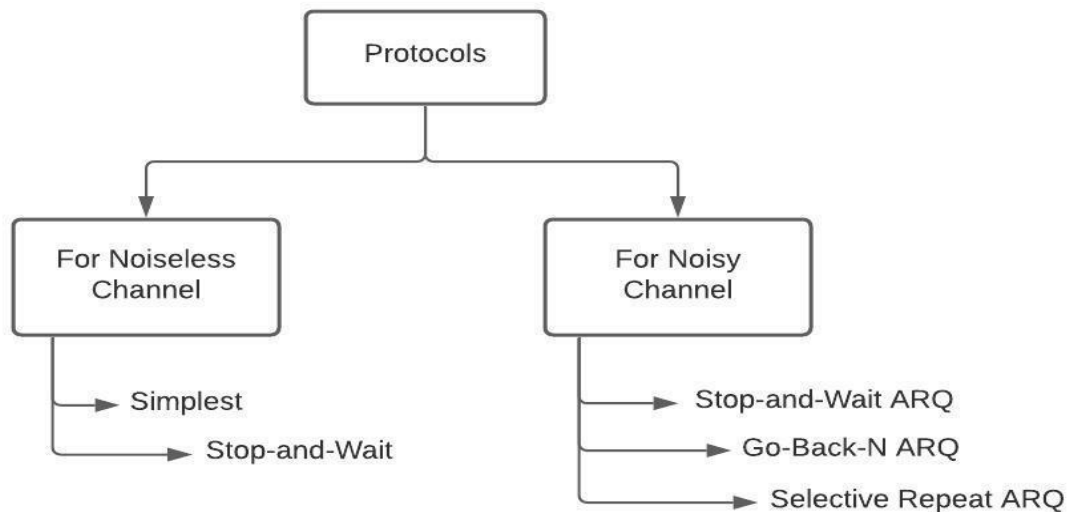 Protocols
For Noiseless
Channel
For Noisy
Channel
Simplest
Stop-and-Wait
Stop-and-Wait ARQ
Go-Back-N ARQ
Selective Repeat ARQ